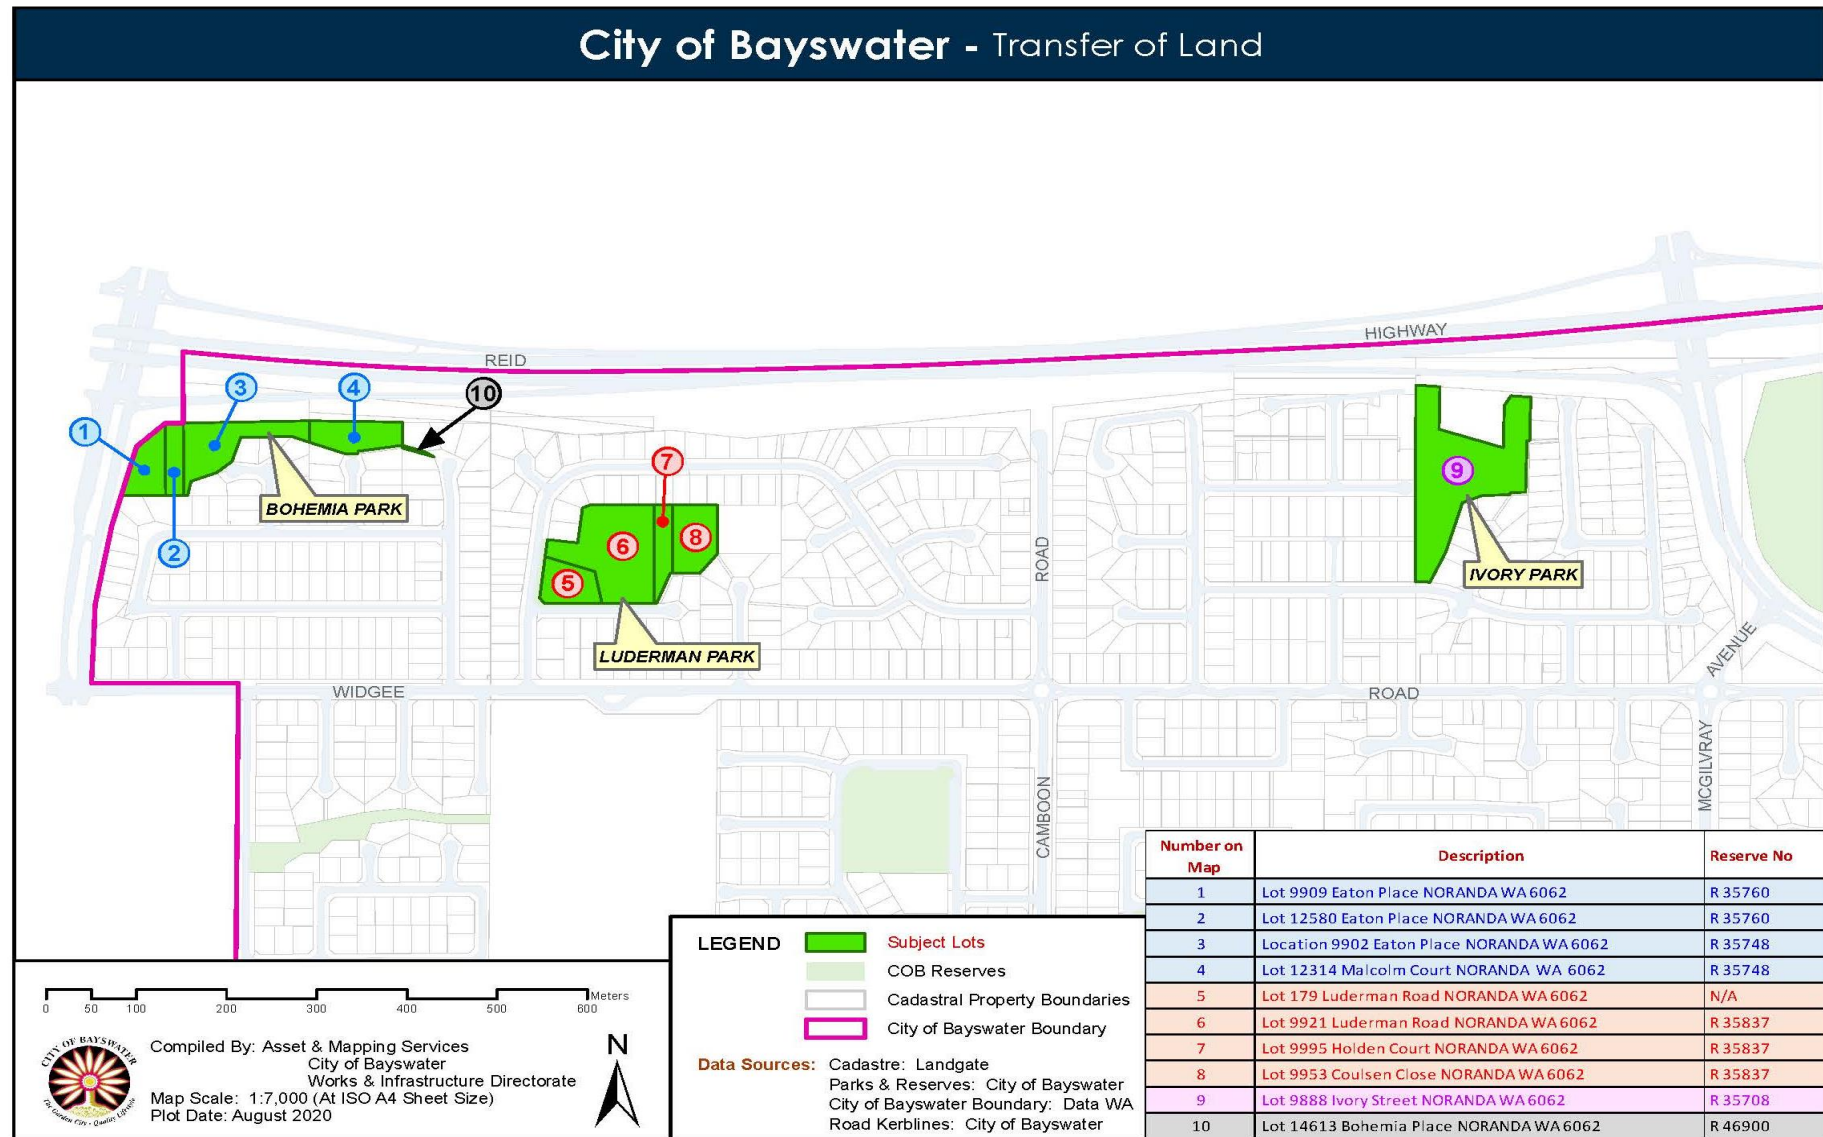 City of Bayswater - Transfer of Land
HIGHWAY
REID
3
4
10
1
7
9
BOHEMIA PARK
8
6
ROAD
2
5
IVORY PARK
LUDERMAN PARK
AVENUE
WIDGEE
ROAD
MCGILVRAY
CAMBOON
Number on Map Description Reserve No
1 Lot 9909 Eaton Place NORANDA WA 6062 R 35760
2 Lot 12580 Eaton Place NORANDA WA 6062 R 35760
3 Location 9902 Eaton Place NORANDA WA 6062 R 35748
4 Lot 12314 Malcolm Court NORANDA WA 6062 R 35748
5 Lot 179 Luderman Road NORANDA WA 6062 N/A
6 Lot 9921 Luderman Road NORANDA WA 6062 R 35837
7 Lot 9995 Holden Court NORANDA WA 6062 R 35837
8 Lot 9953 Coulsen Close NORANDA WA 6062 R 35837
9 Lot 9888 Ivory Street NORANDA WA 6062 R 35708
10 Lot 14613 Bohemia Place NORANDA WA 6062 R 46900
LEGEND
Subject Lots
COB Reserves
Cadastral Property Boundaries
City of Bayswater Boundary
Data Sources: Cadastre: Landgate
Parks & Reserves: City of Bayswater
City of Bayswater Boundary: Data WA
Road Kerblines: City of Bayswater
Meters
0 50 100 200 300 400 500 600
CITY OF BAYSWATER
The Garden City - Quality Lifestyle
Compiled By: Asset & Mapping Services
City of Bayswater
Works & Infrastructure Directorate
Map Scale: 1:7,000 (At ISO A4 Sheet Size)
Plot Date: August 2020
N